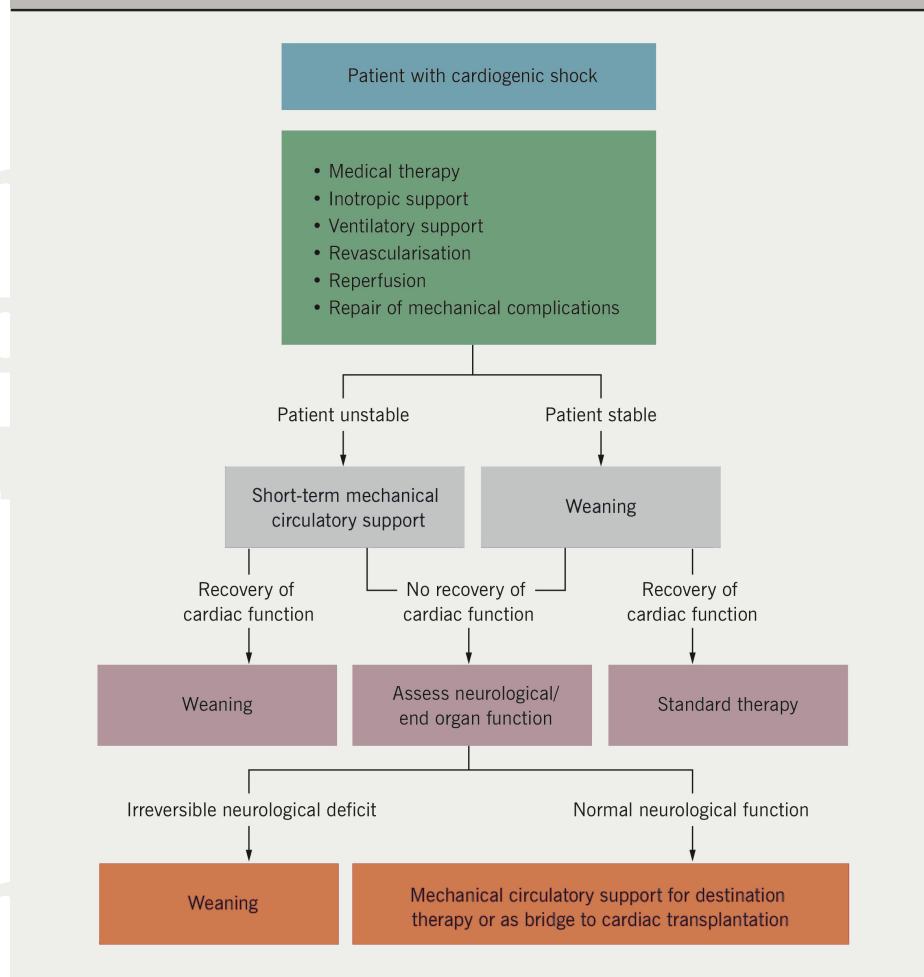 Patient with cardiogenic shock
• Medical therapy
• Inotropic support
• Ventilatory support
• Revascularisation
• Reperfusion
• Repair of mechanical complications
Patient unstable
Patient stable
Short-term mechanical
circulatory support
Weaning
Recovery of
cardiac function
No recovery of
cardiac function
Recovery of
cardiac function
Weaning
Assess neurological/
end organ function
Standard therapy
Irreversible neurological deficit
Normal neurological function
Weaning
Mechanical circulatory support for destination
therapy or as bridge to cardiac transplantation